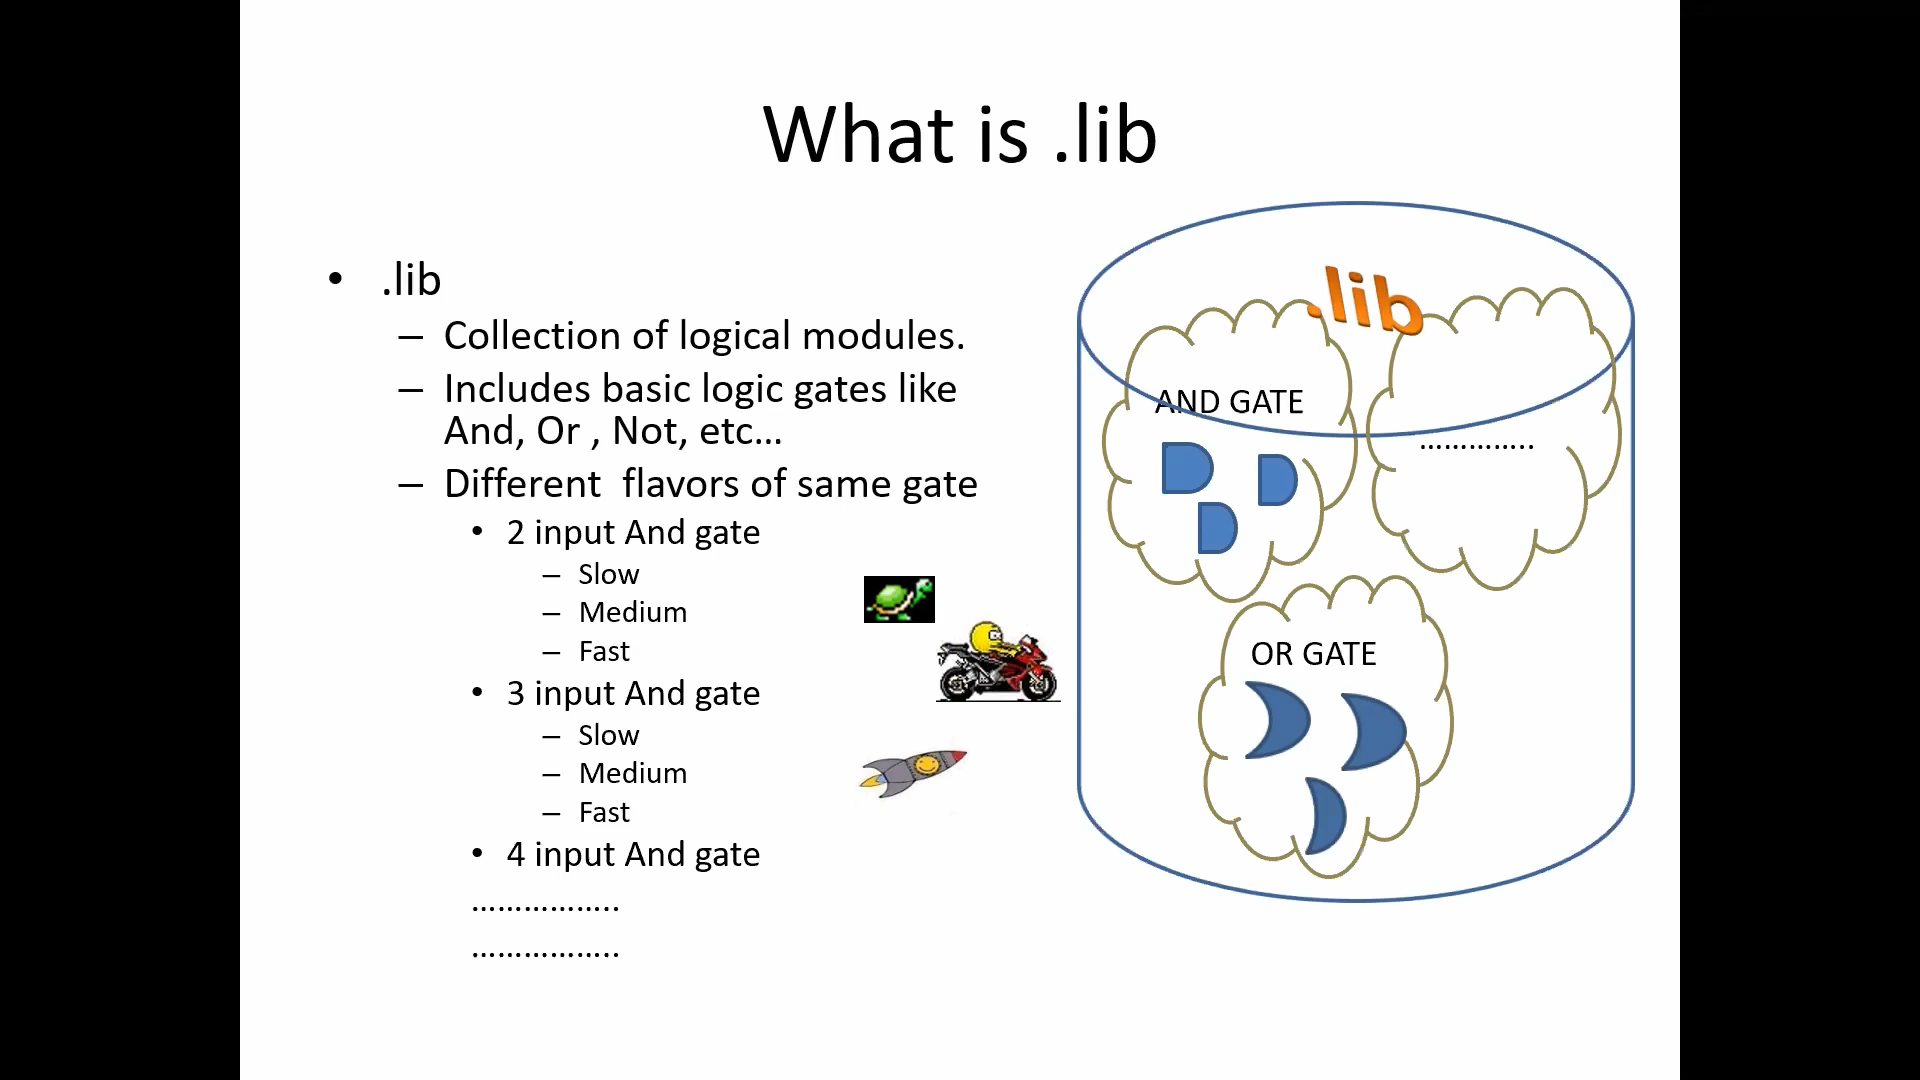 What is .lib
• .lib
– Collection of logical modules.
– Includes basic logic gates like
And, Or , Not, etc…
– Different  flavors of same gate
• 2 input And gate
– Slow
– Medium
– Fast
• 3 input And gate
– Slow
– Medium
– Fast
• 4 input And gate
……………..
……………..
.lib
AND GATE
…………..
OR GATE